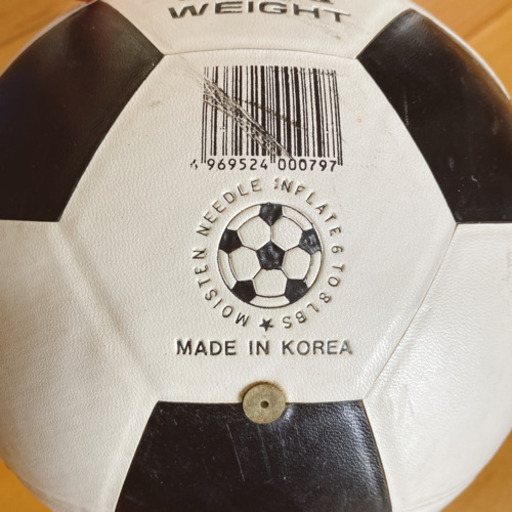 WEIGHT
4 969524 000797
MOISTEN NEEDLE INFLATE 6 TO 8 LBS
MADE IN KOREA